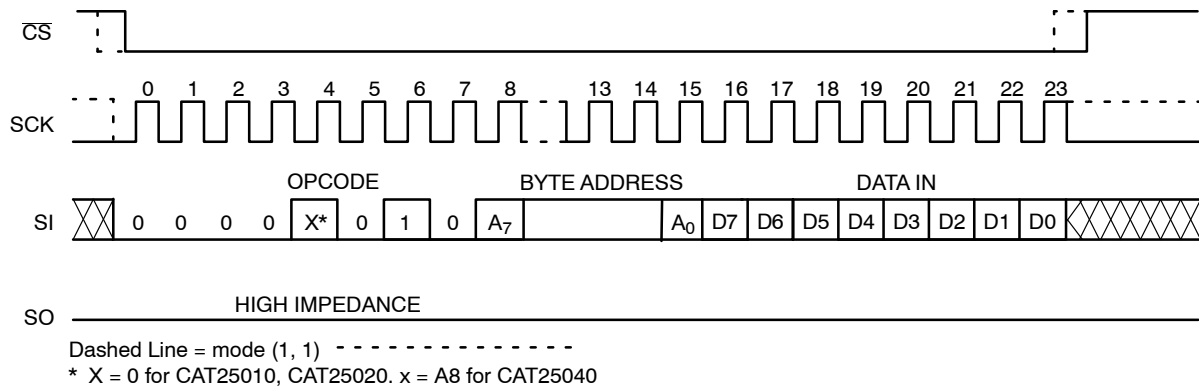 CS
0 1 2 3 4 5 6 7 8 13 14 15 16 17 18 19 20 21 22 23
SCK
OPCODE BYTE ADDRESS DATA IN
SI 0 0 0 0 X* 0 1 0 A7 A0 D7 D6 D5 D4 D3 D2 D1 D0
HIGH IMPEDANCE
SO
Dashed Line = mode (1, 1) - - - - - - - - - - - - - - -
* X = 0 for CAT25010, CAT25020. x = A8 for CAT25040